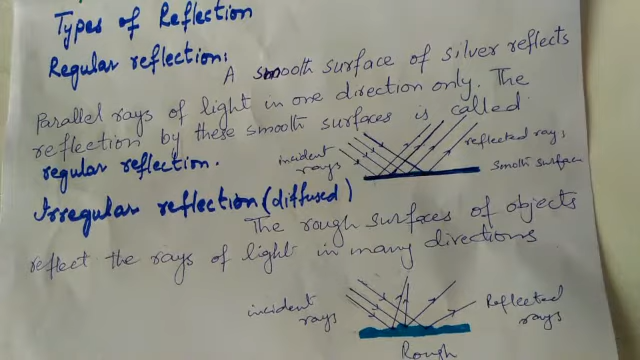 Types of Reflection
Regular reflection:
A smooth surface of silver reflects
Parallel rays of light in one direction only. The
reflection by these smooth surfaces is called
regular reflection.
incident
rays
reflected rays
Smoth surface
Irregular reflection (diffused)
The rough surfaces of objects
reflect the rays of light in many directions
incident
rays
Reflected
rays
Rough